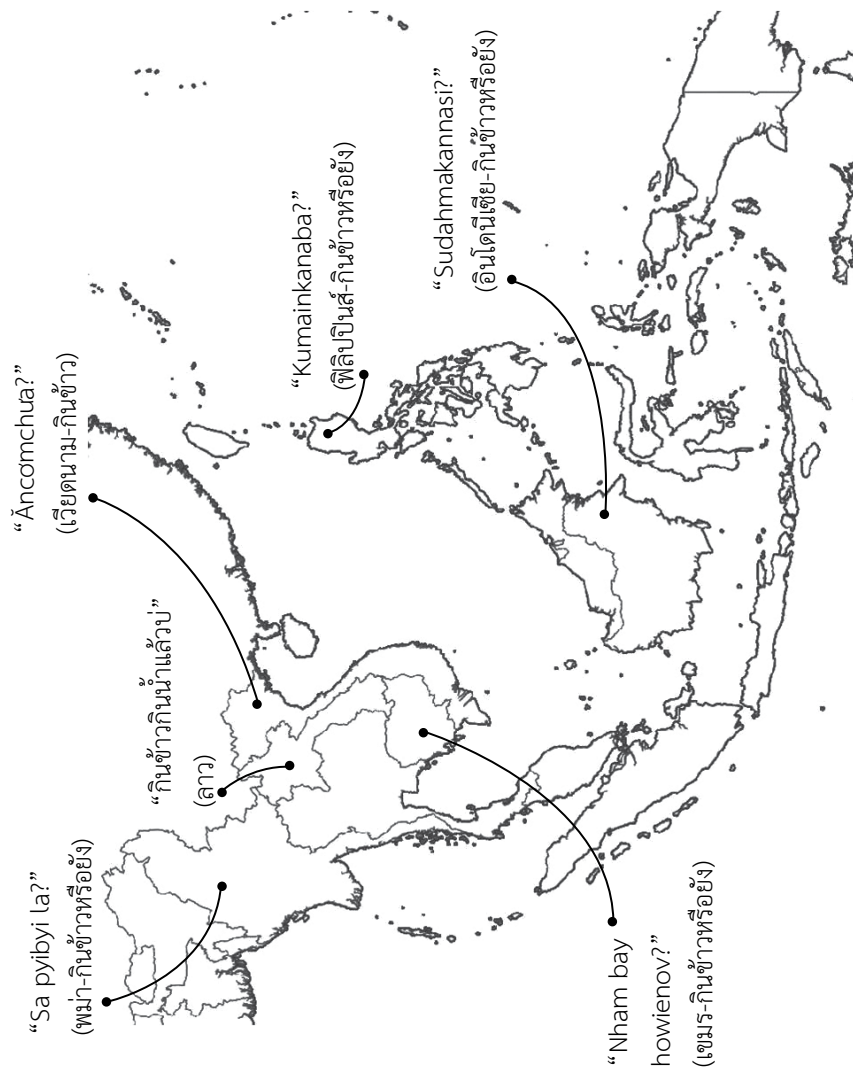 “Sa pyibyi la?”
(พม่า-กินข้าวหรือยัง)
“กินข้าวกินน้ำแล้วบ่”
(ลาว)
“Ăncơmchưa?”
(เวียดนาม-กินข้าว)
“Kumainkanaba?”
(ฟิลิปปินส์-กินข้าวหรือยัง)
“Sudahmakannasi?”
(อินโดนีเซีย-กินข้าวหรือยัง)
“Nham bay
howienov?”
(เขมร-กินข้าวหรือยัง)